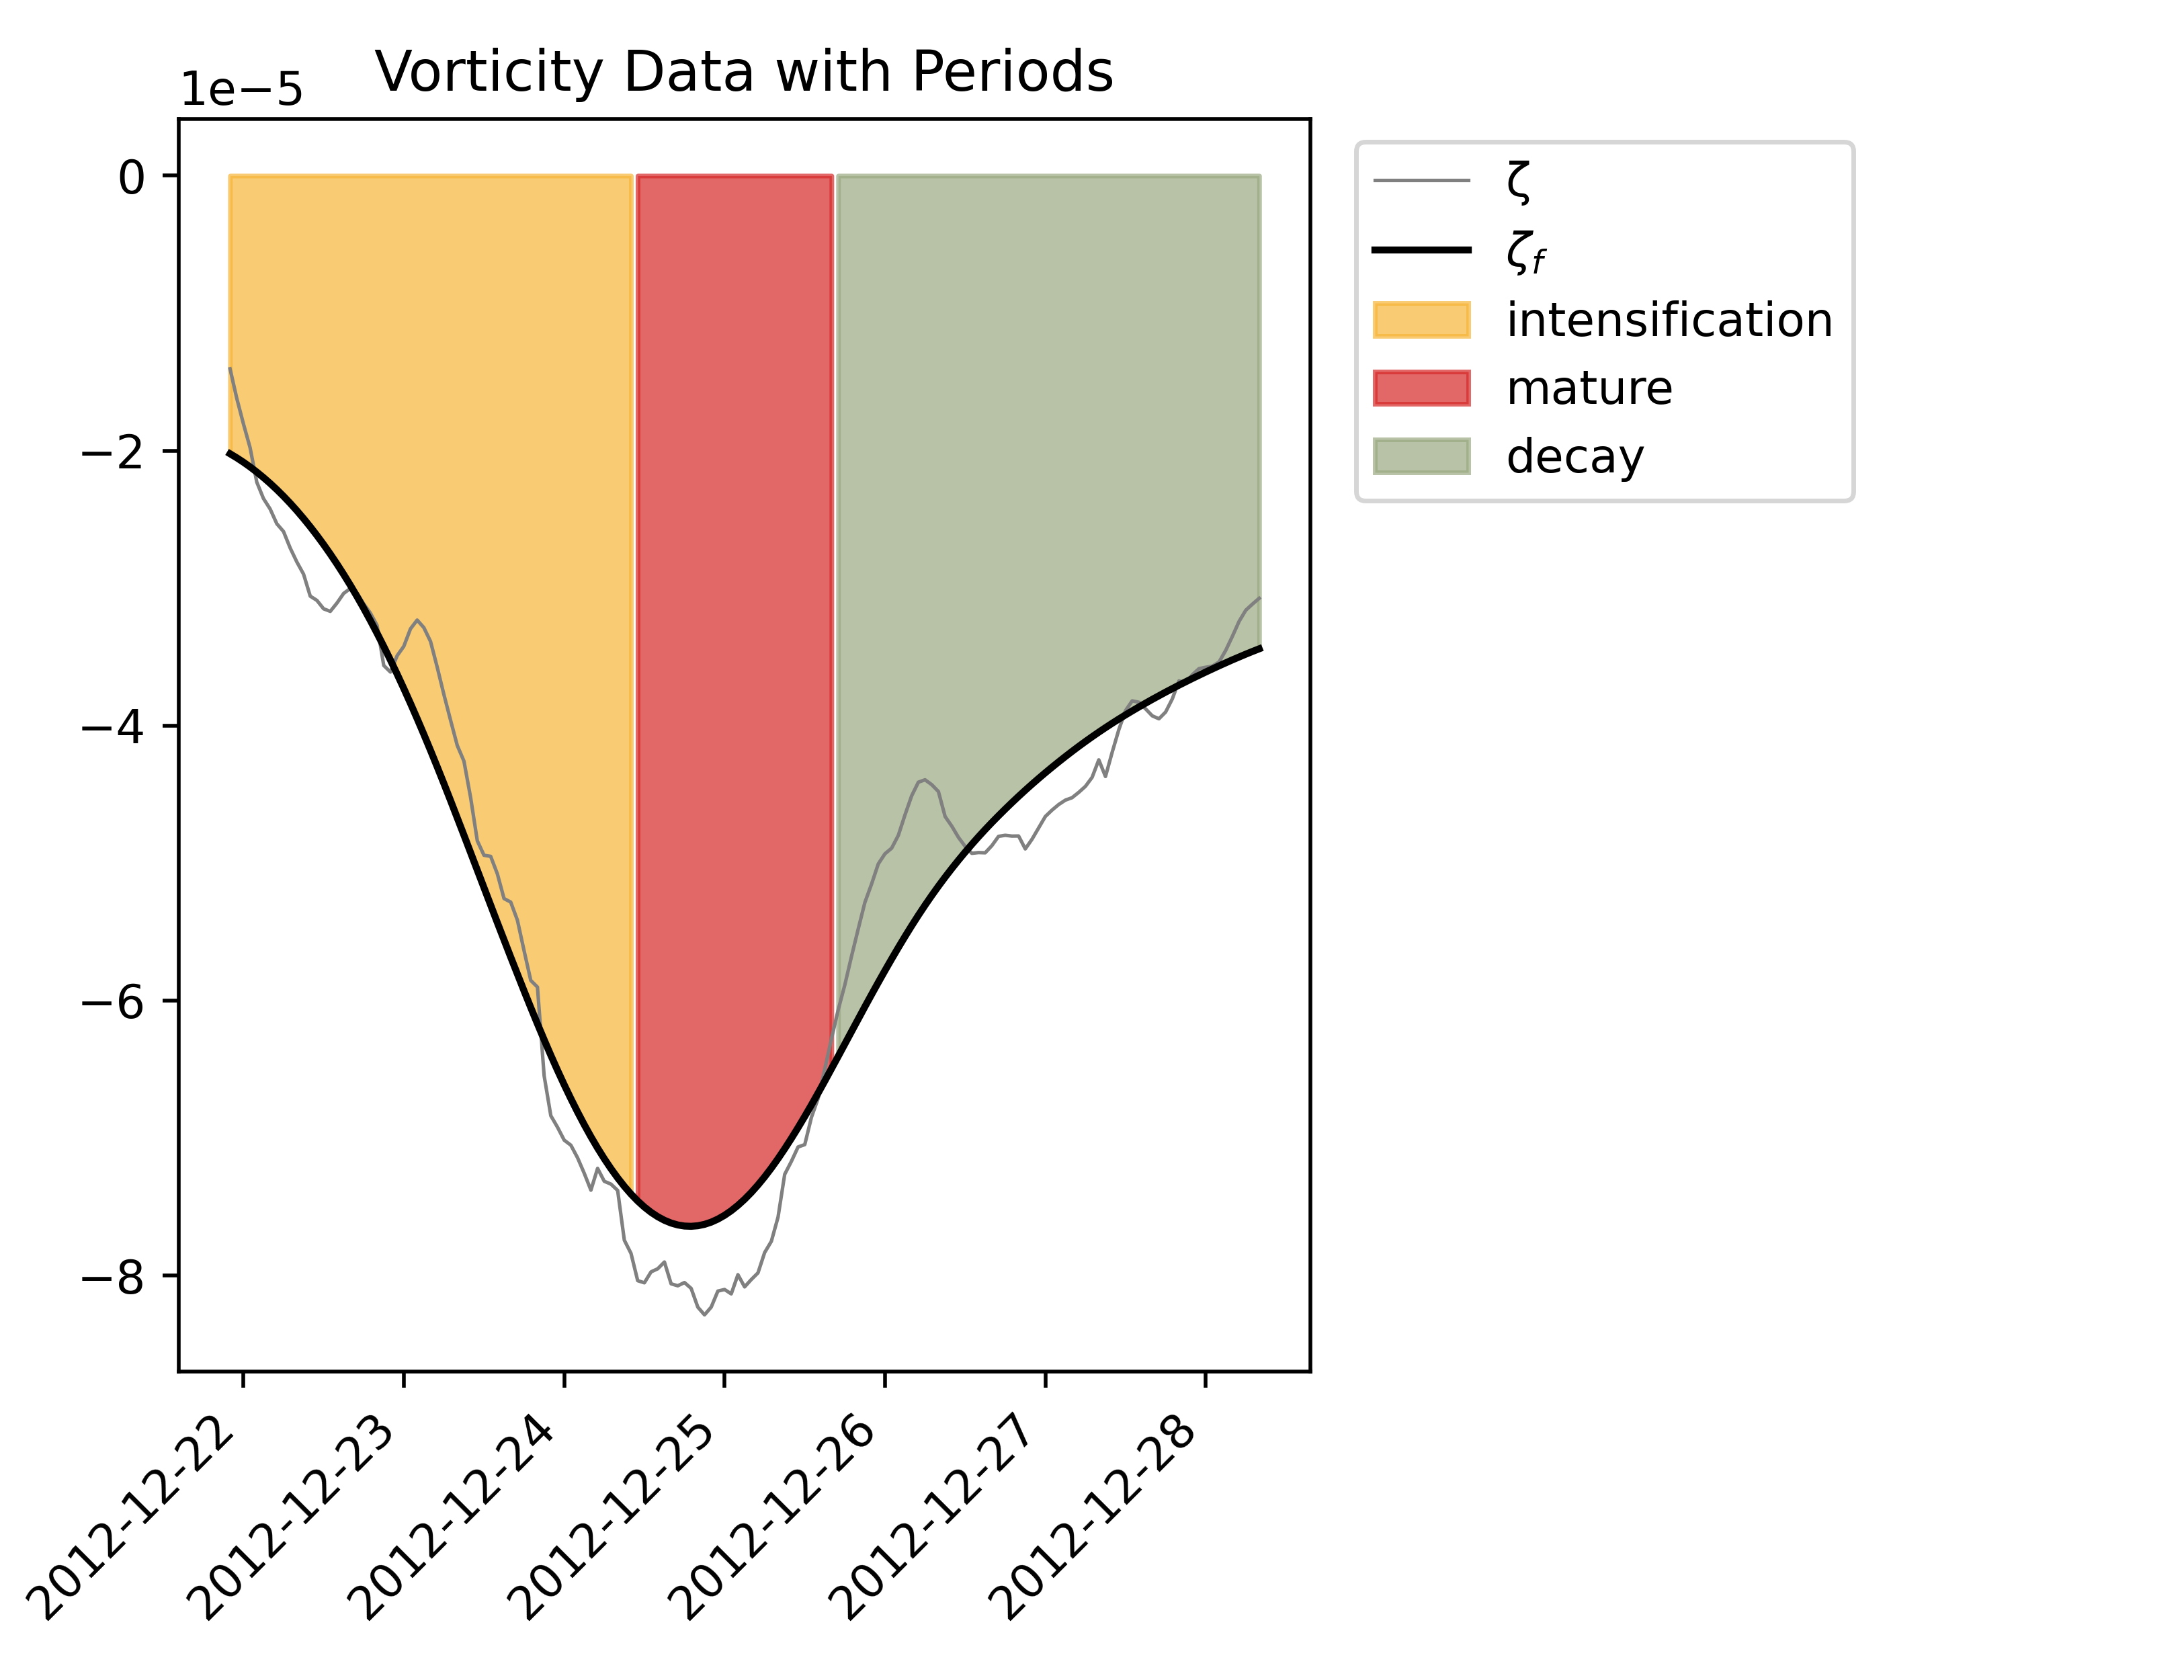 Vorticity Data with Periods
1e−5
0
−2
−4
−6
−8
2012-12-22
2012-12-23
2012-12-24
2012-12-25
2012-12-26
2012-12-27
2012-12-28
ζ
ζf
intensification
mature
decay